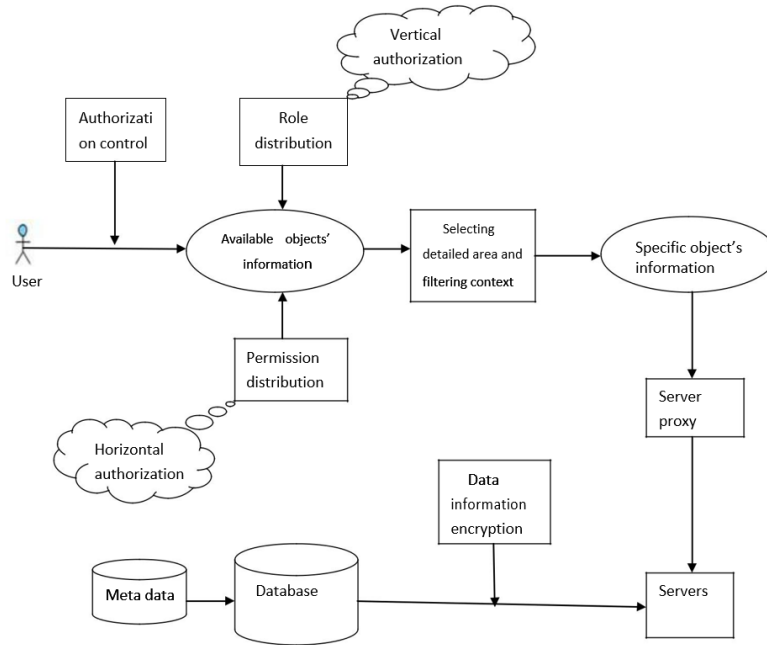 Vertical
authorization
Authorizati
on control
Role
distribution
User
Available objects'
information
Selecting
detailed area and
filtering context
Specific object's
information
Permission
distribution
Horizontal
authorization
Server
proxy
Data
information
encryption
Meta data
Database
Servers